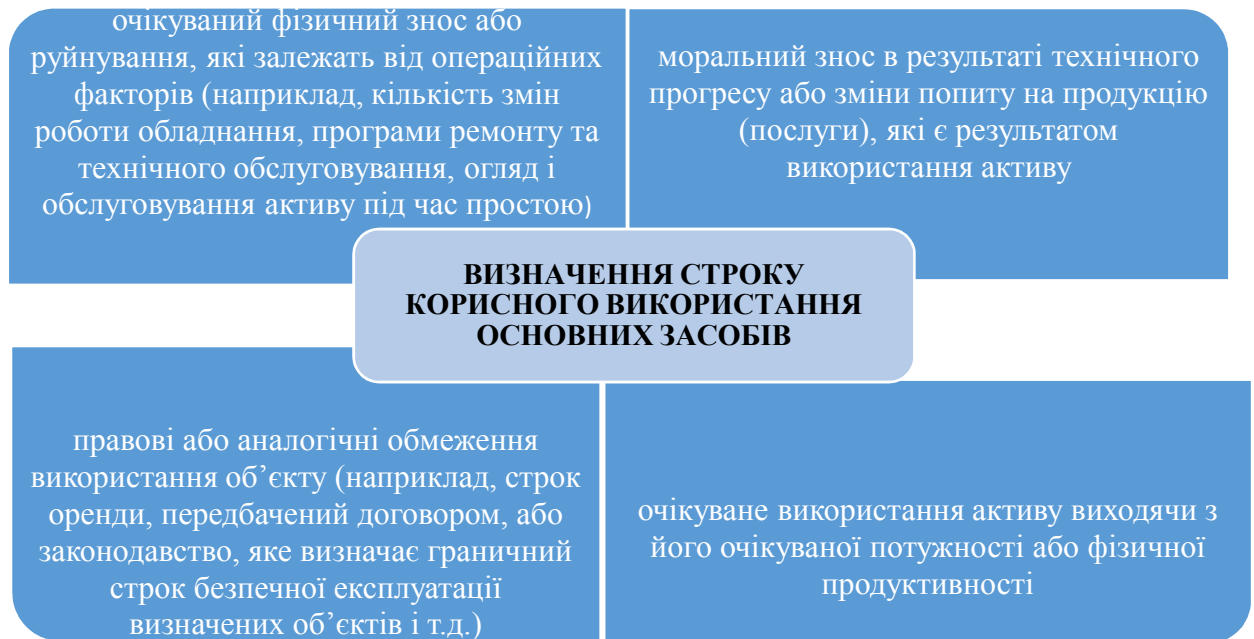 очікуваний фізичний знос або
руйнування, які залежать від операційних
факторів (наприклад, кількість змін
роботи обладнання, програми ремонту та
технічного обслуговування, огляд і
обслуговування активу під час простою)
моральний знос в результаті технічного
прогресу або зміни попиту на продукцію
(послуги), які є результатом
використання активу
ВИЗНАЧЕННЯ СТРОКУ
КОРИСНОГО ВИКОРИСТАННЯ
ОСНОВНИХ ЗАСОБІВ
правові або аналогічні обмеження
використання об’єкту (наприклад, строк
оренди, передбачений договором, або
законодавство, яке визначає граничний
строк безпечної експлуатації
визначених об’єктів і т.д.)
очікуване використання активу виходячи з
його очікуваної потужності або фізичної
продуктивності